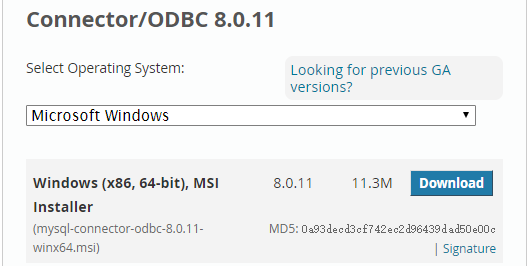 Connector/ODBC 8.0.11
Select Operating System:
Looking for previous GA
versions?
Microsoft Windows
Windows (x86, 64-bit), MSI
Installer
8.0.11
11.3M
Download
(mysql-connector-odbc-8.0.11-
winx64.msi)
MD5: 0a93decd3cf742ec2d96439dad50e00c
| Signature